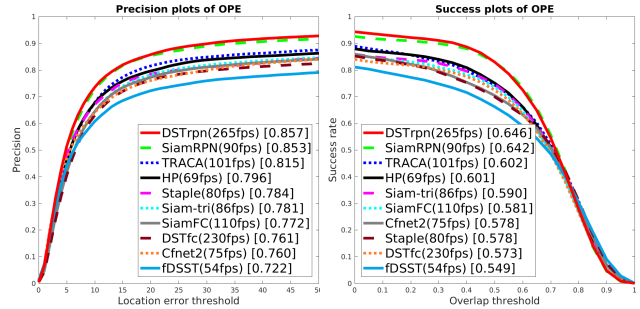 Precision plots of OPE
1
0.9
0.8
0.7
0.6
0.5
0.4
0.3
0.2
0.1
0
Precision
DSTrpn(265fps) [0.857]
SiamRPN(90fps) [0.853]
TRACA(101fps) [0.815]
HP(69fps) [0.796]
Staple(80fps) [0.784]
Siam-tri(86fps) [0.781]
SiamFC(110fps) [0.772]
DSTfc(230fps) [0.761]
Cfnet2(75fps) [0.760]
fDSST(54fps) [0.722]
0 5 10 15 20 25 30 35 40 45 50
Location error threshold
Success plots of OPE
1
0.9
0.8
0.7
0.6
0.5
0.4
0.3
0.2
0.1
0
Success rate
DSTrpn(265fps) [0.646]
SiamRPN(90fps) [0.642]
TRACA(101fps) [0.602]
HP(69fps) [0.601]
Siam-tri(86fps) [0.590]
SiamFC(110fps) [0.581]
Cfnet2(75fps) [0.578]
Staple(80fps) [0.578]
DSTfc(230fps) [0.573]
fDSST(54fps) [0.549]
0 0.1 0.2 0.3 0.4 0.5 0.6 0.7 0.8 0.9 1
Overlap threshold